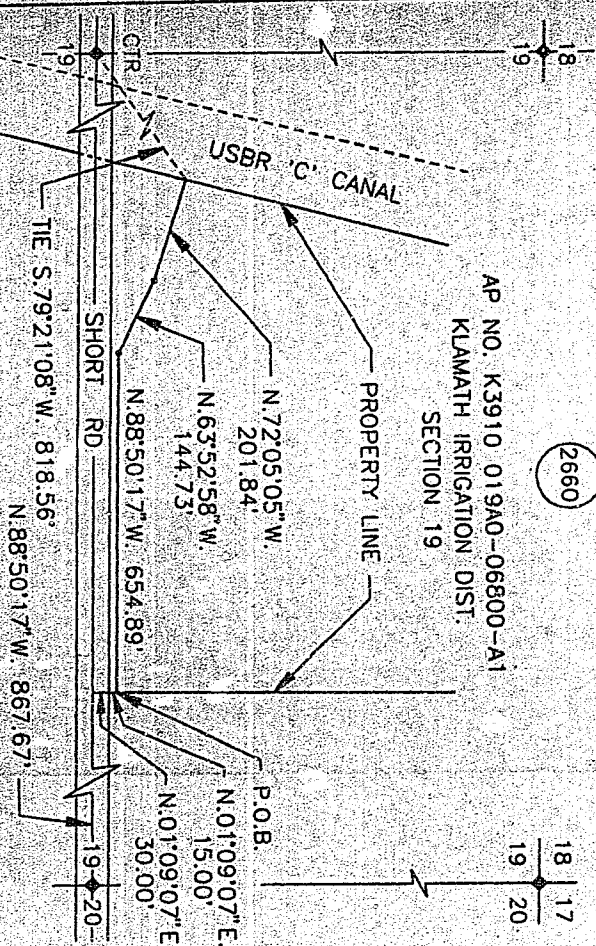 2660
AP NO. K3910 019A0-06800-A1
KLAMATH IRRIGATION DIST.
SECTION 19
18
19
18
17
19
20
USBR 'C' CANAL
PROPERTY LINE
N.72°05'05"W.
201.84'
N.63°52'58"W.
144.73'
N.88°50'17"W. 654.89'
P.O.B.
N.01°09'07"E.
15.00'
N.01°09'07"E
30.00'
CTR
19
SHORT RD
19
20
TIE S.79°21'08"W. 818.56'
N.88°50'17"W. 867.67'